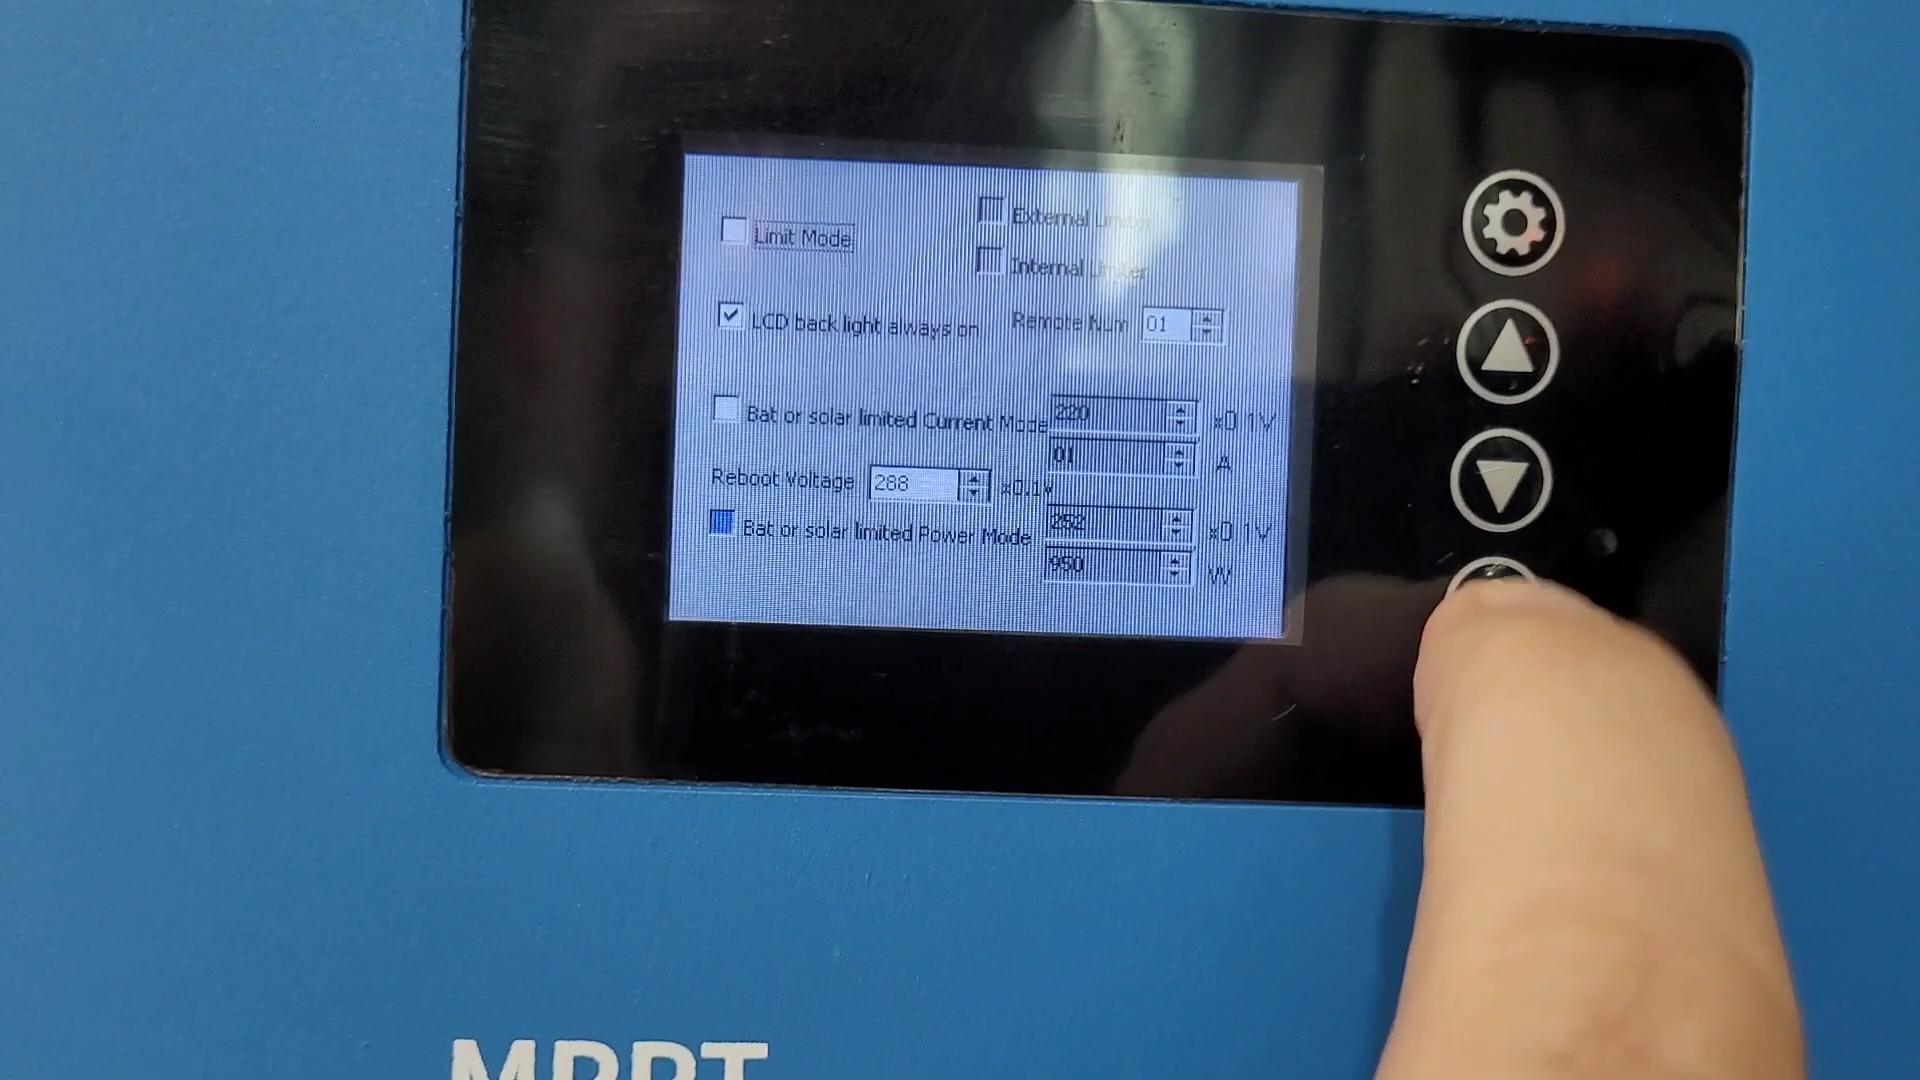 External Limiter
Limit Mode
Internal Limiter
LCD back light always on
Remote Num 01
Bat or solar limited Current Mode 220 x0.1V
01 A
Reboot Voltage 288 x0.1v
Bat or solar limited Power Mode 252 x0.1V
950 W
MPPT